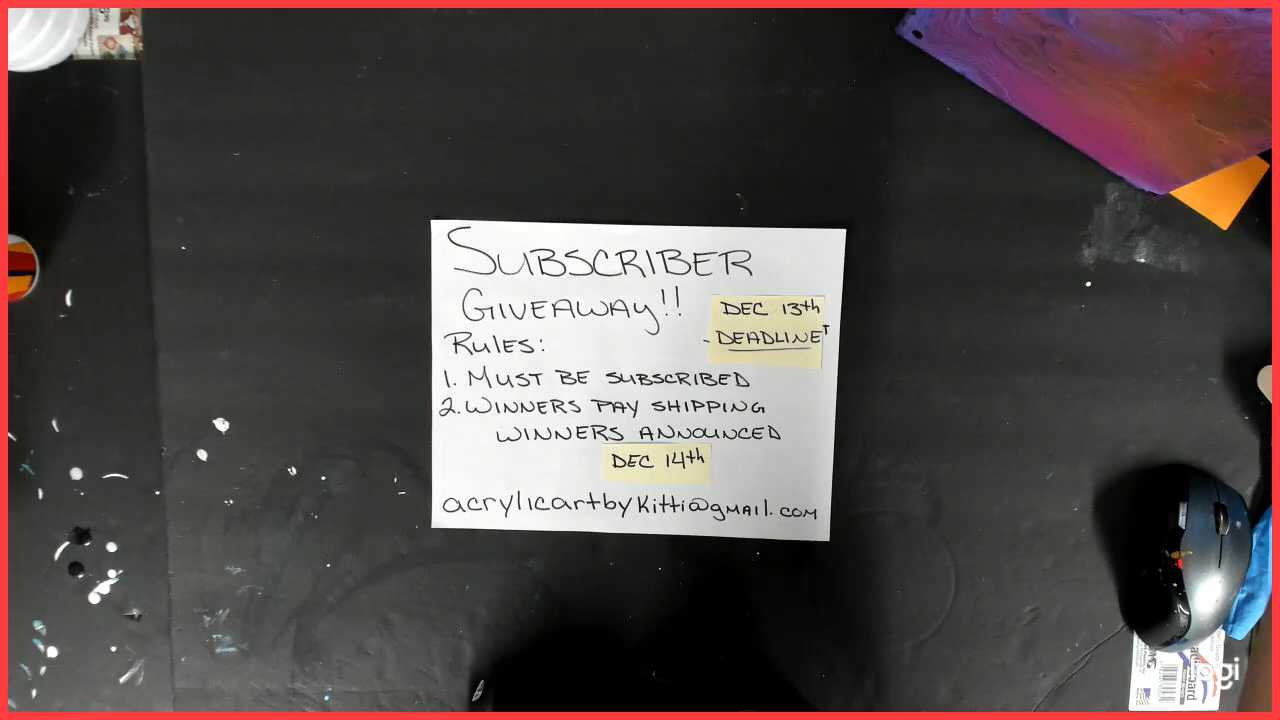 SUBSCRIBER
GIVEAWAY!!
DEC 13th
- DEADLINE
RULES:
1. MUST BE SUBSCRIBED
2. WINNERS PAY SHIPPING
WINNERS ANNOUNCED
DEC 14th
acrylicartbykitti@gmail.com
logi